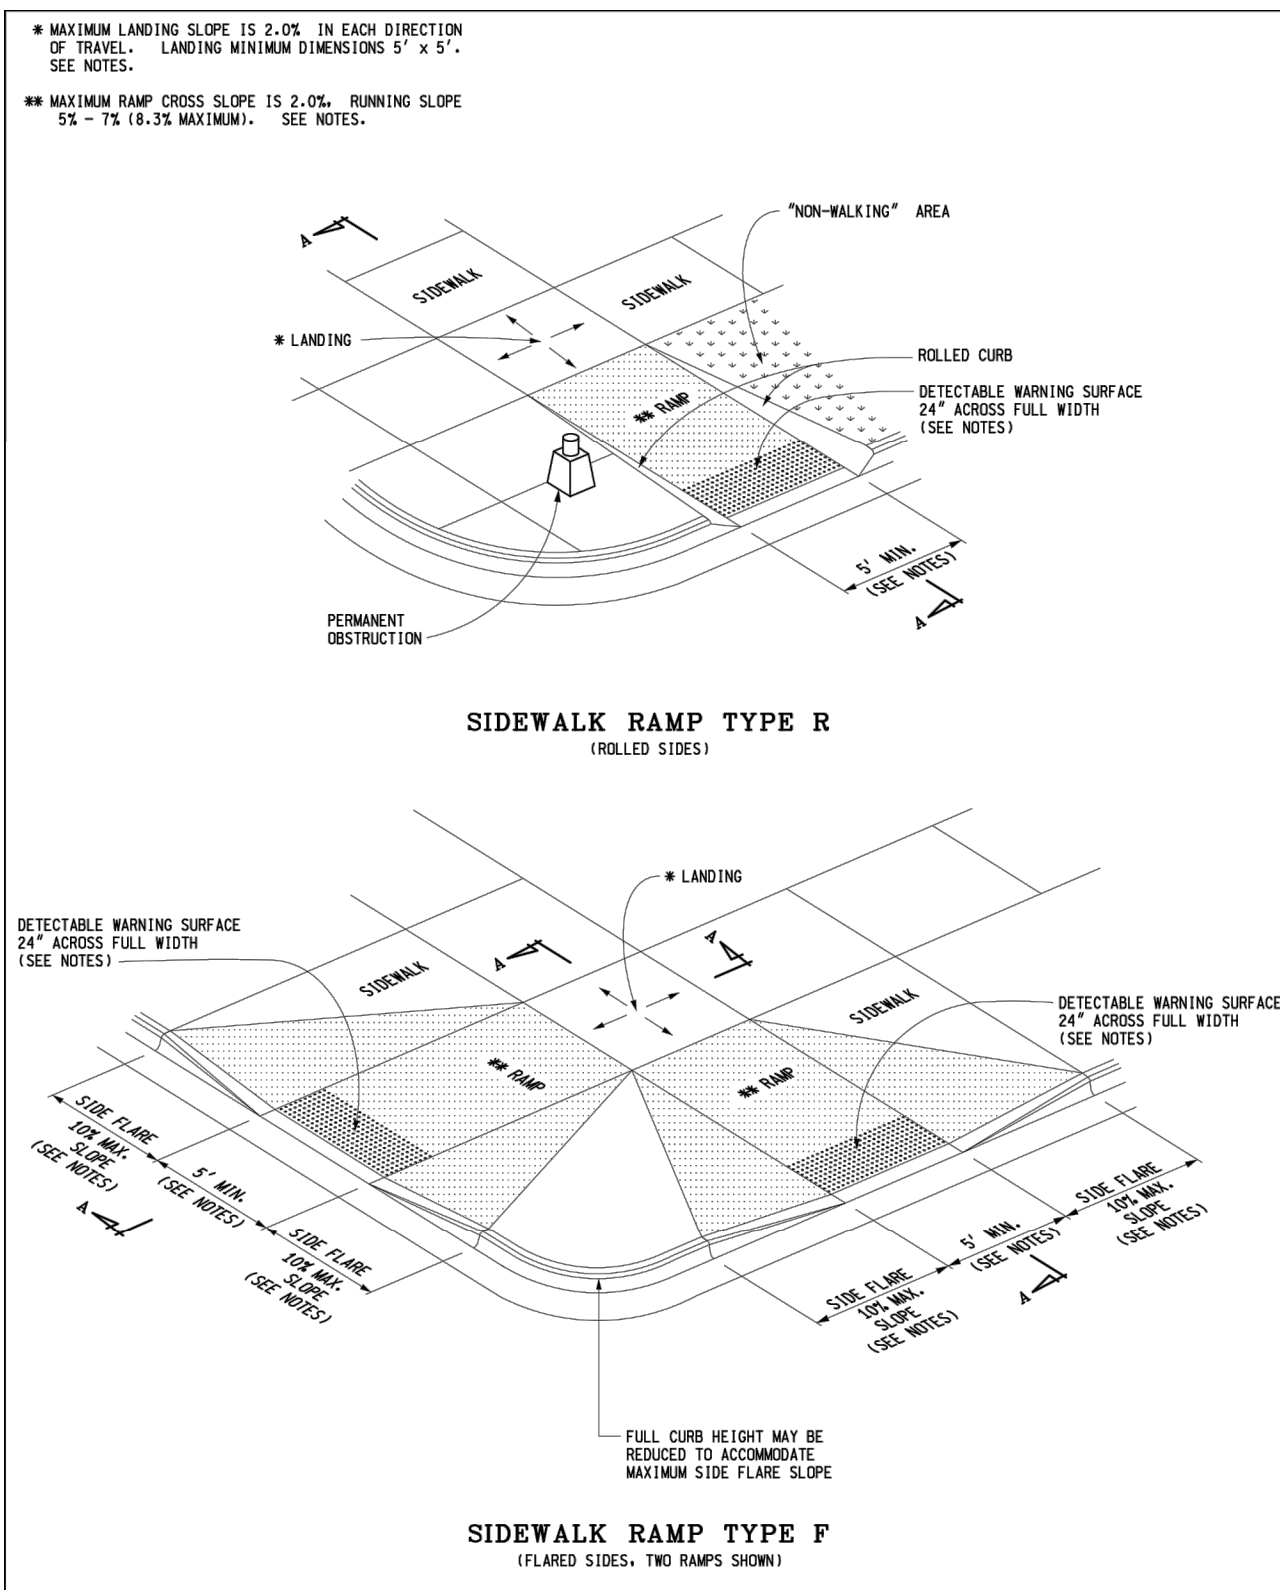 * MAXIMUM LANDING SLOPE IS 2.0% IN EACH DIRECTION
OF TRAVEL. LANDING MINIMUM DIMENSIONS 5' x 5'.
SEE NOTES.
** MAXIMUM RAMP CROSS SLOPE IS 2.0%, RUNNING SLOPE
5% - 7% (8.3% MAXIMUM). SEE NOTES.
"NON-WALKING" AREA
A
SIDEWALK
SIDEWALK
* LANDING
ROLLED CURB
DETECTABLE WARNING SURFACE
24" ACROSS FULL WIDTH
(SEE NOTES)
** RAMP
5' MIN.
(SEE NOTES)
A
PERMANENT
OBSTRUCTION
SIDEWALK RAMP TYPE R
(ROLLED SIDES)
* LANDING
DETECTABLE WARNING SURFACE
24" ACROSS FULL WIDTH
(SEE NOTES)
A
A
SIDEWALK
SIDEWALK
DETECTABLE WARNING SURFACE
24" ACROSS FULL WIDTH
(SEE NOTES)
** RAMP
** RAMP
SIDE FLARE
10% MAX.
SLOPE
(SEE NOTES)
5' MIN.
(SEE NOTES)
A
SIDE FLARE
10% MAX.
SLOPE
(SEE NOTES)
SIDE FLARE
10% MAX.
SLOPE
(SEE NOTES)
5' MIN.
(SEE NOTES)
A
SIDE FLARE
10% MAX.
SLOPE
(SEE NOTES)
FULL CURB HEIGHT MAY BE
REDUCED TO ACCOMMODATE
MAXIMUM SIDE FLARE SLOPE
SIDEWALK RAMP TYPE F
(FLARED SIDES, TWO RAMPS SHOWN)